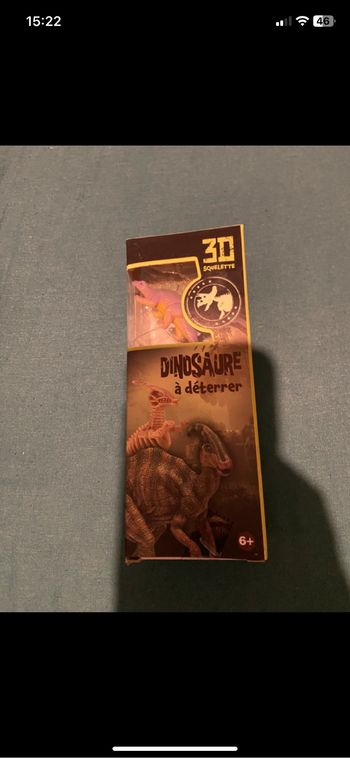 15:22
46
3D
SQUELETTE
DINOSAURE
à déterrer
6+